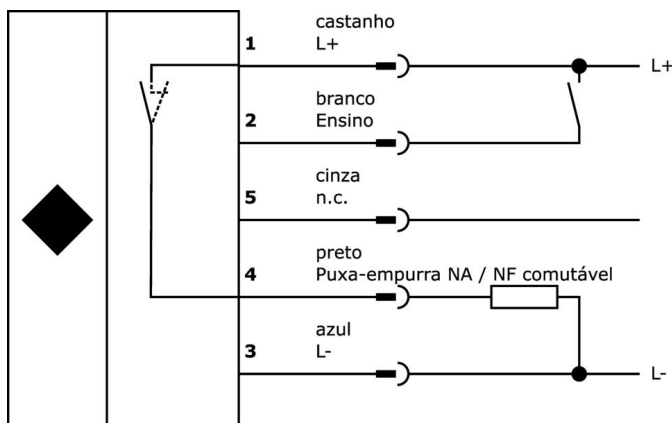 castanho
1 L+ L+
branco
2 Ensino
cinza
5 n.c.
preto
4 Puxa-empurra NA / NF comutável
azul
3 L- L-